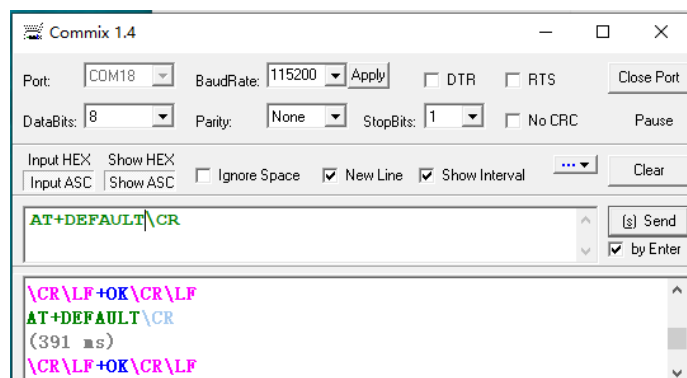 Commix 1.4
Port: COM18 BaudRate: 115200 Apply DTR RTS Close Port
DataBits: 8 Parity: None StopBits: 1 No CRC Pause
Input HEX Show HEX
Input ASC Show ASC Ignore Space New Line Show Interval ... Clear
AT+DEFAULT\CR (s) Send
by Enter
\CR\LF+OK\CR\LF
AT+DEFAULT\CR
(391 ms)
\CR\LF+OK\CR\LF